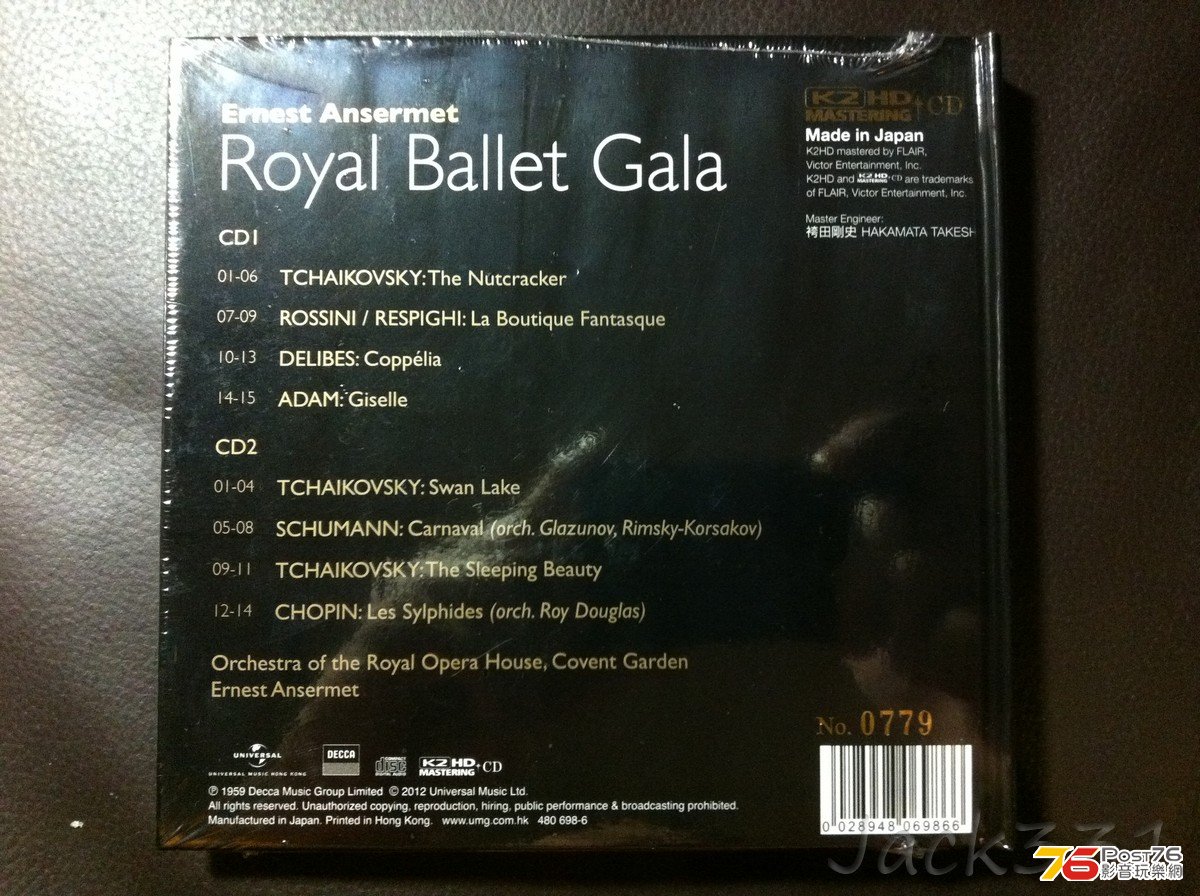 Ernest Ansermet
Royal Ballet Gala
K2 HD +CD
MASTERING
Made in Japan
K2HD mastered by FLAIR,
Victor Entertainment, Inc.
K2HD and K2 HD MASTERING +CD are trademarks
of FLAIR, Victor Entertainment, Inc.
Master Engineer:
袴田剛史 HAKAMATA TAKESH
CD1
01-06 TCHAIKOVSKY: The Nutcracker
07-09 ROSSINI / RESPIGHI: La Boutique Fantasque
10-13 DELIBES: Coppélia
14-15 ADAM: Giselle
CD2
01-04 TCHAIKOVSKY: Swan Lake
05-08 SCHUMANN: Carnaval (orch. Glazunov, Rimsky-Korsakov)
09-11 TCHAIKOVSKY: The Sleeping Beauty
12-14 CHOPIN: Les Sylphides (orch. Roy Douglas)
Orchestra of the Royal Opera House, Covent Garden
Ernest Ansermet
No. 0779
UNIVERSAL
UNIVERSAL MUSIC HONG KONG
DECCA
COMPACT
disc
DIGITAL AUDIO
K2 HD +CD
MASTERING
℗ 1959 Decca Music Group Limited © 2012 Universal Music Ltd.
All rights reserved. Unauthorized copying, reproduction, hiring, public performance & broadcasting prohibited.
Manufactured in Japan. Printed in Hong Kong. www.umg.com.hk 480 698-6
0 028948 069866
Jack331
76 Post76
影音玩樂網